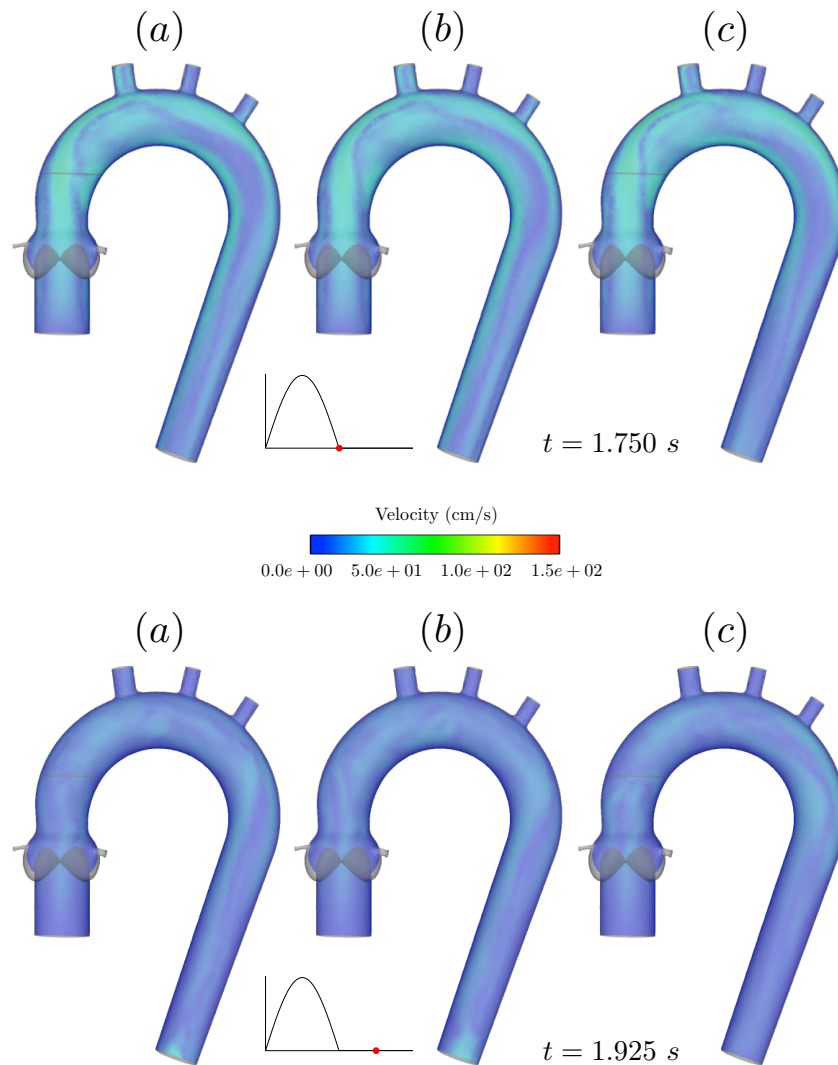 (a) (b) (c)
t = 1.750 s
Velocity (cm/s)
0.0e + 00 5.0e + 01 1.0e + 02 1.5e + 02
(a) (b) (c)
t = 1.925 s